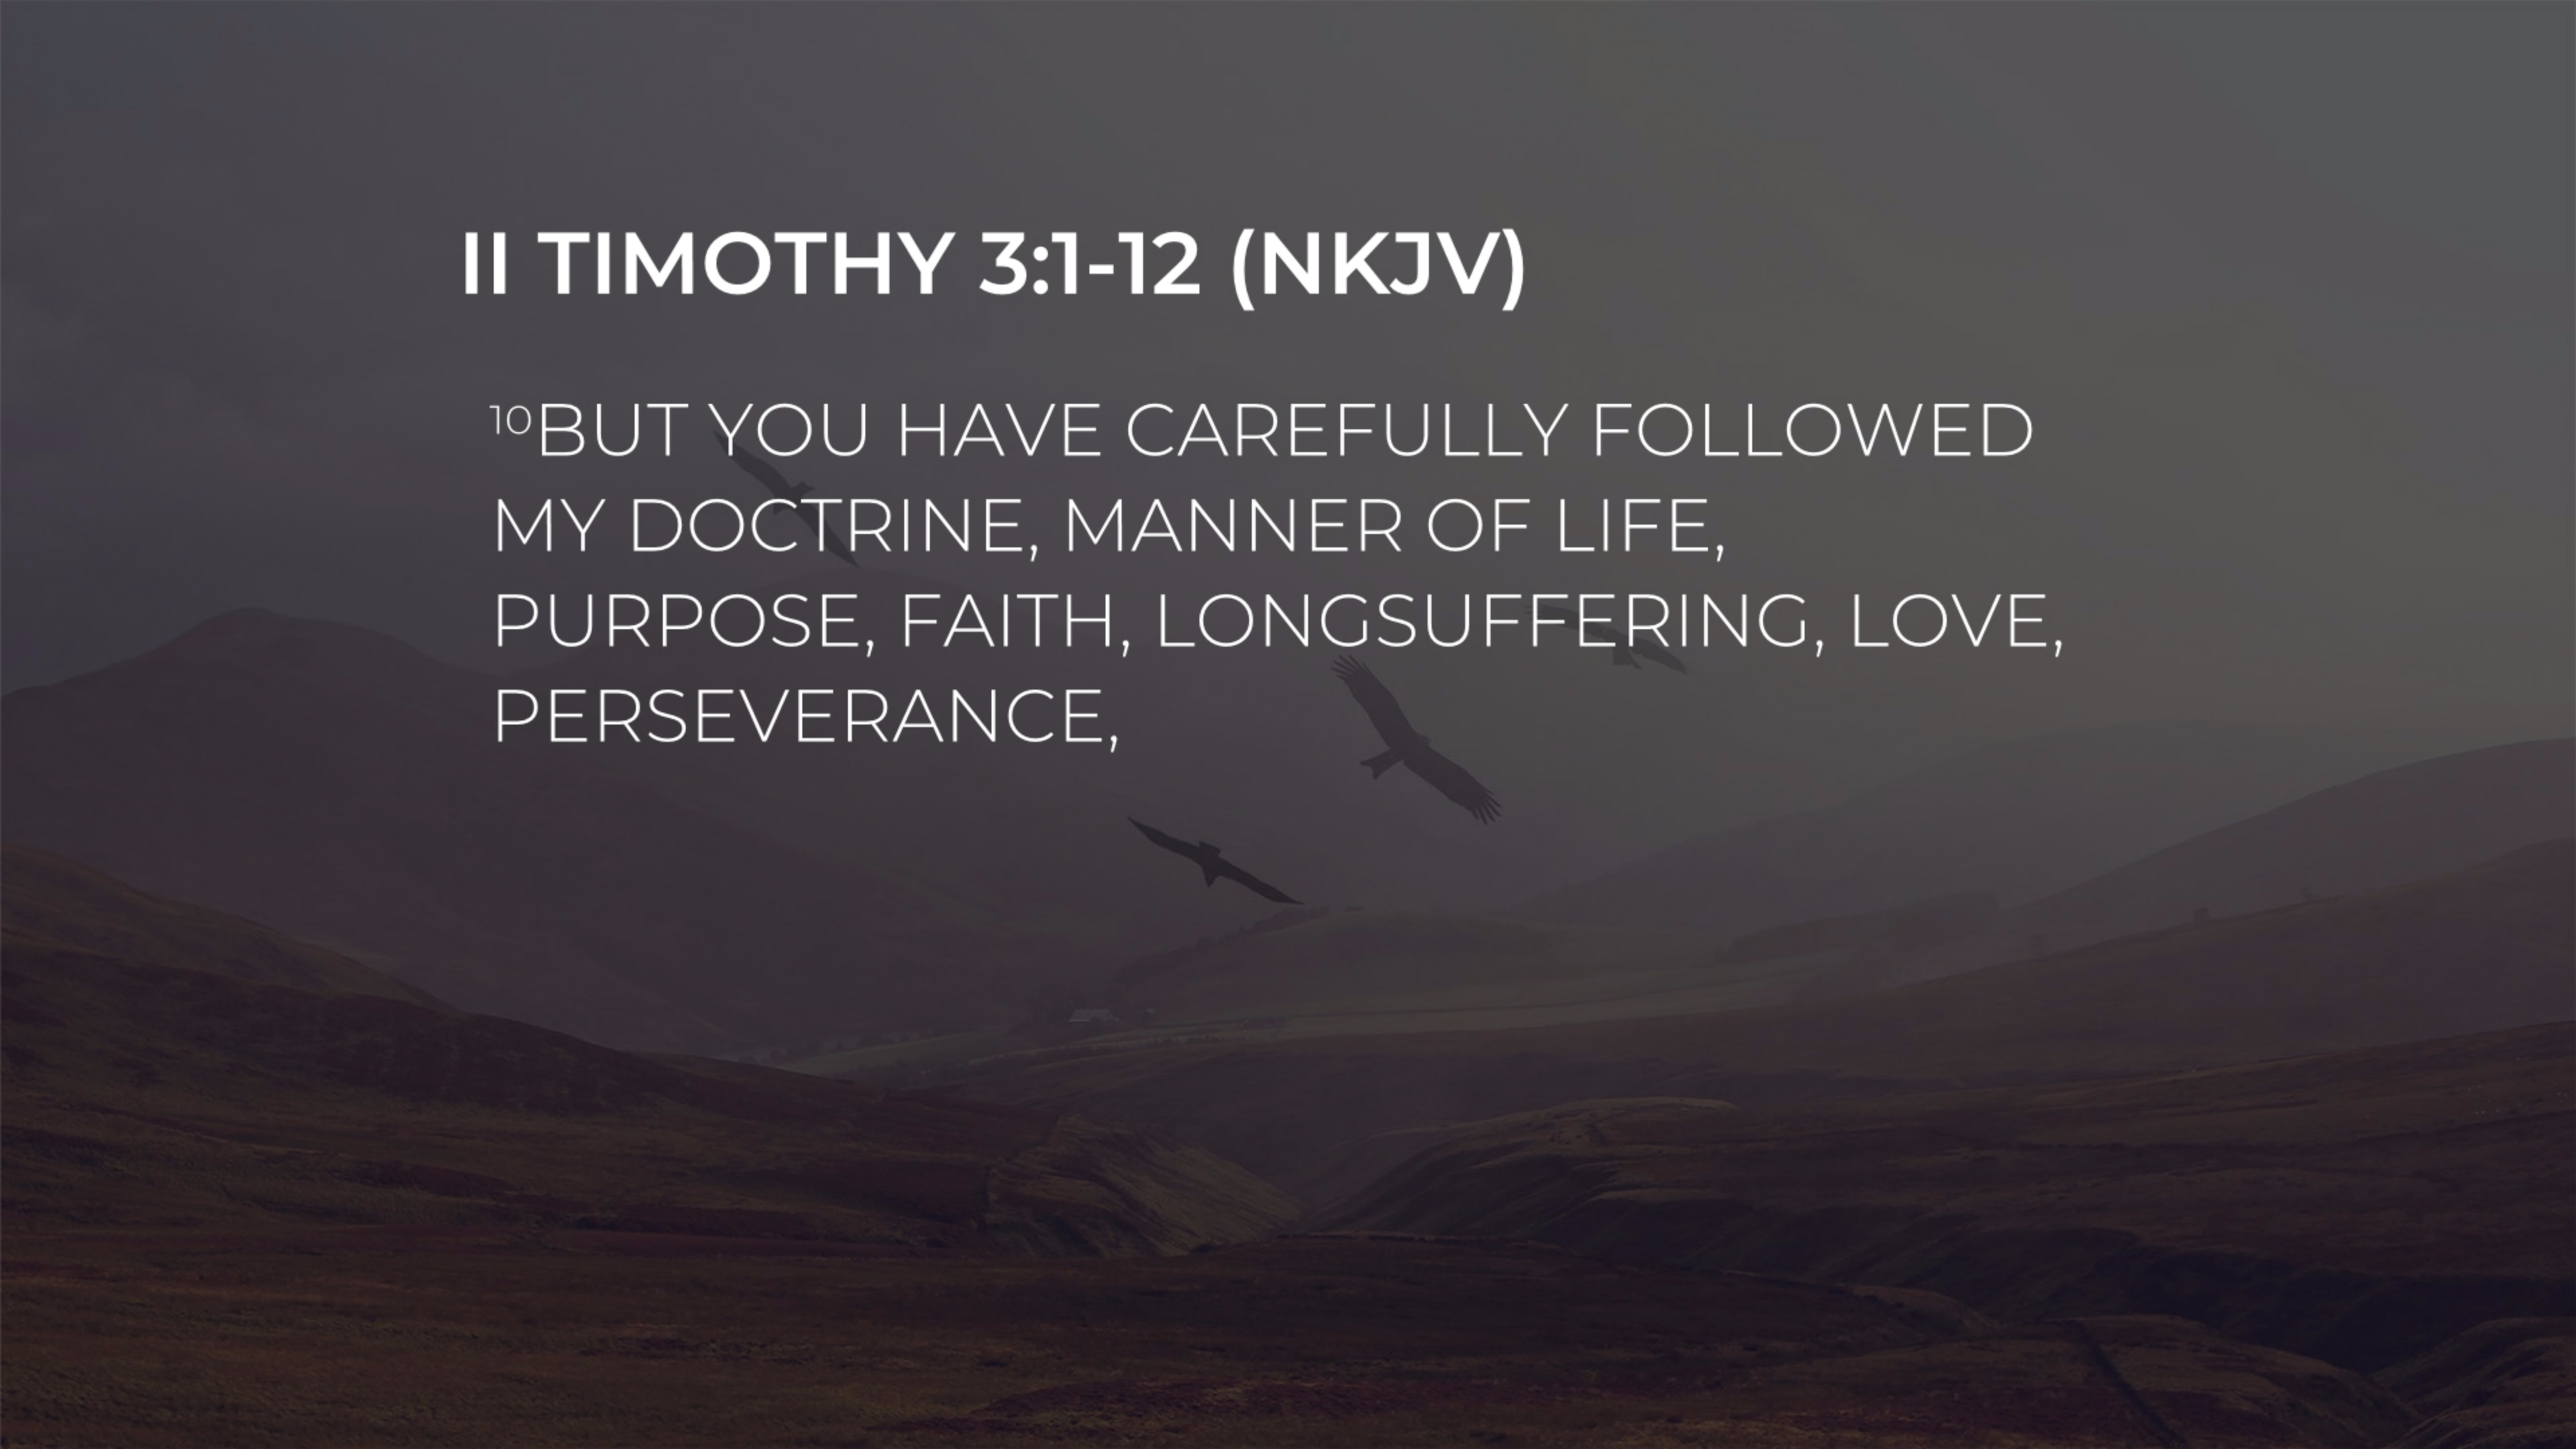 II TIMOTHY 3:1-12 (NKJV)
¹⁰BUT YOU HAVE CAREFULLY FOLLOWED
MY DOCTRINE, MANNER OF LIFE,
PURPOSE, FAITH, LONGSUFFERING, LOVE,
PERSEVERANCE,